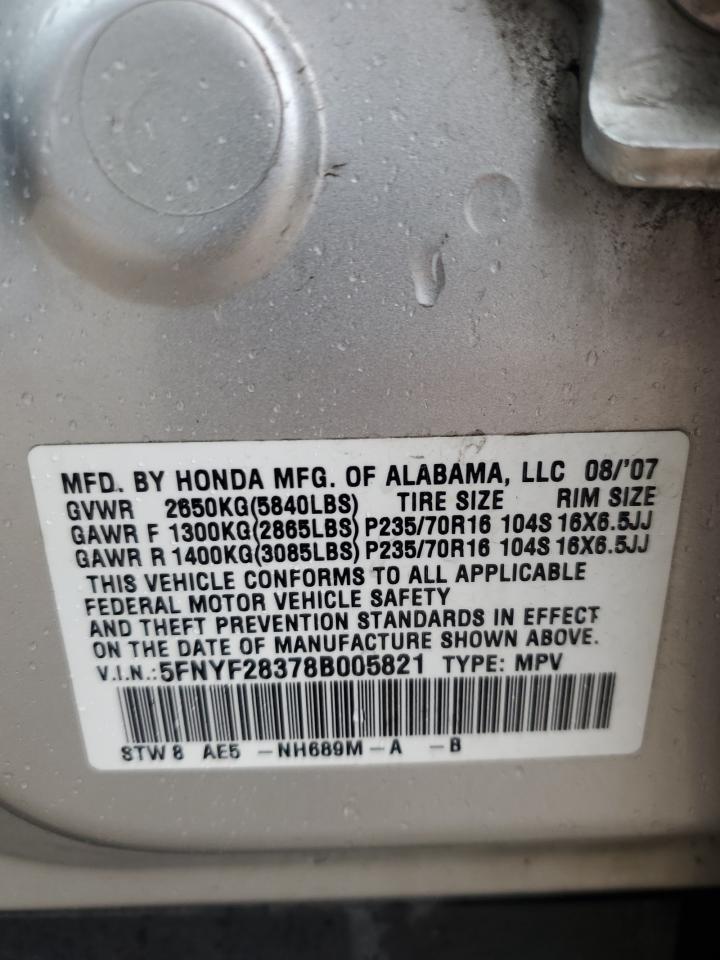 MFD. BY HONDA MFG. OF ALABAMA, LLC 08/'07
GVWR 2650KG(5840LBS) TIRE SIZE RIM SIZE
GAWR F 1300KG(2865LBS) P235/70R16 104S 16X6.5JJ
GAWR R 1400KG(3085LBS) P235/70R16 104S 16X6.5JJ
THIS VEHICLE CONFORMS TO ALL APPLICABLE
FEDERAL MOTOR VEHICLE SAFETY
AND THEFT PREVENTION STANDARDS IN EFFECT
ON THE DATE OF MANUFACTURE SHOWN ABOVE.
V.I.N.:5FNYF28378B005821 TYPE: MPV
STW 8 AE5 -NH689M-A -B